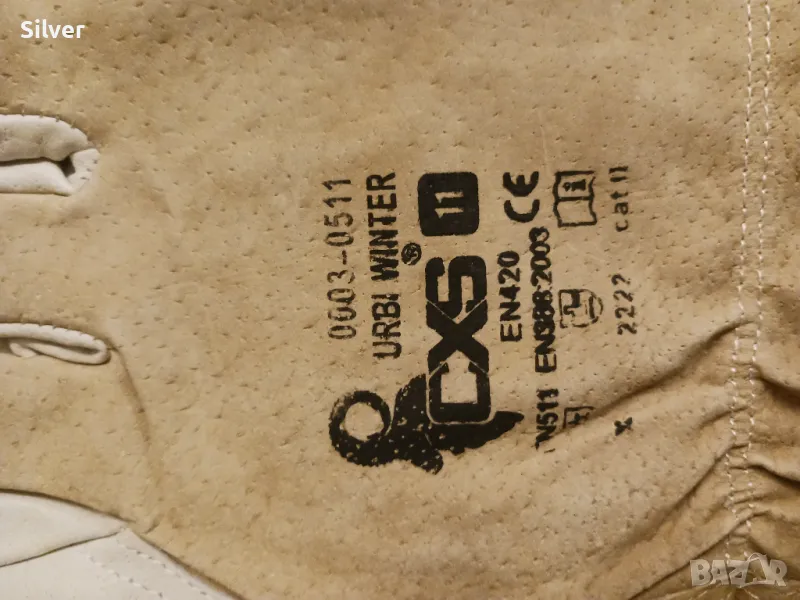 Silver
0003-0511
URBI WINTER
CXS®
11
EN420
CE
EN388:2003
2222
cat II
EN511
X
BAZAR